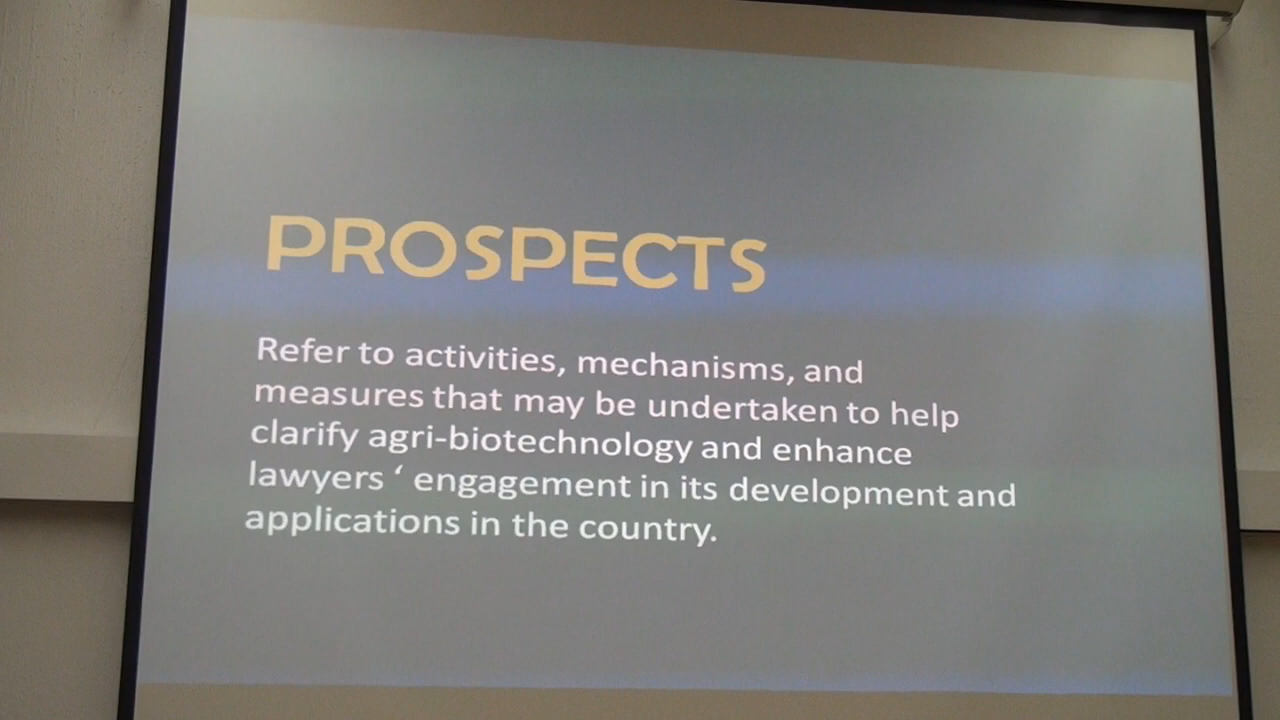 PROSPECTS
Refer to activities, mechanisms, and
measures that may be undertaken to help
clarify agri-biotechnology and enhance
lawyers ‘ engagement in its development and
applications in the country.